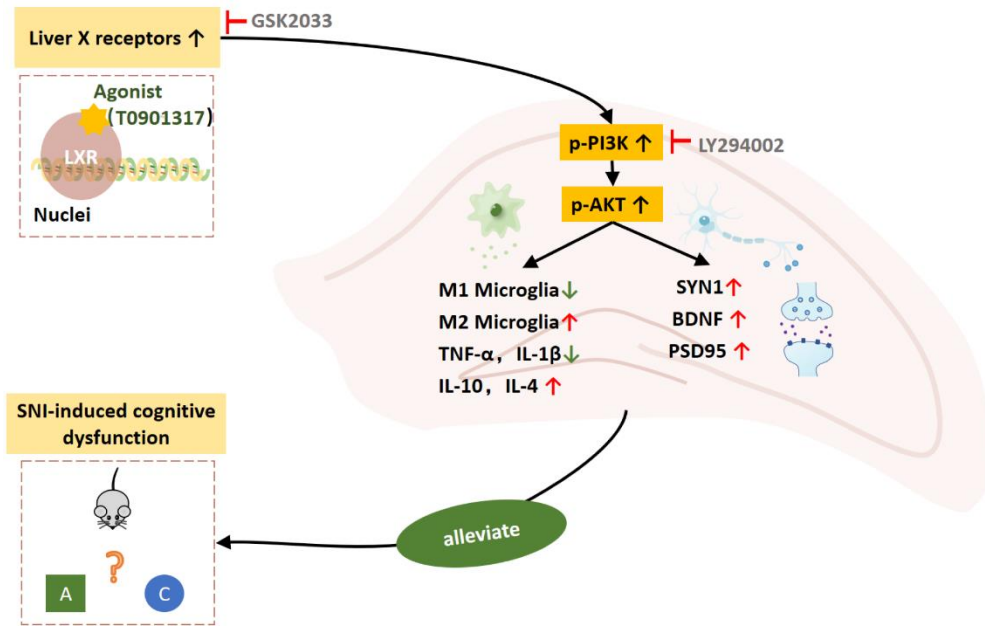 GSK2033
Liver X receptors ↑
Agonist
(T0901317)
LXR
Nuclei
p-PI3K ↑
LY294002
p-AKT ↑
M1 Microglia↓
M2 Microglia↑
TNF-α，IL-1β↓
IL-10，IL-4 ↑
SYN1↑
BDNF ↑
PSD95 ↑
SNI-induced cognitive
dysfunction
?
A
C
alleviate